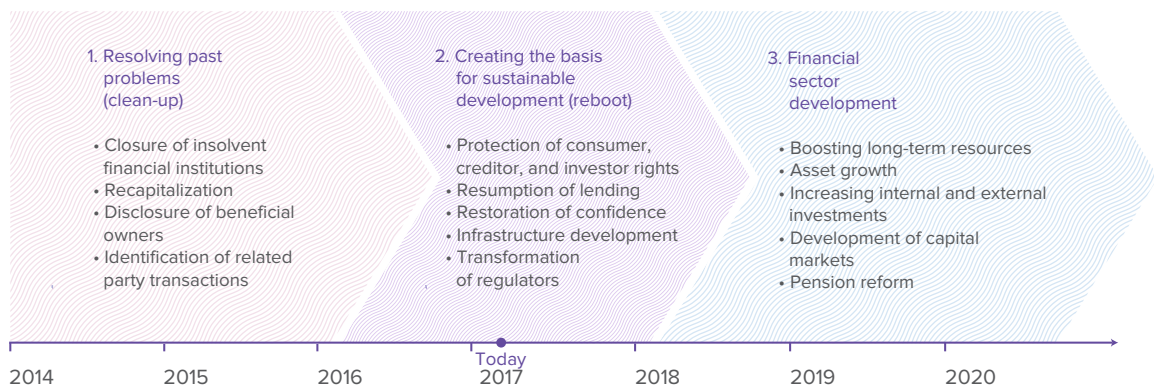 1. Resolving past
problems
(clean-up)
• Closure of insolvent
financial institutions
• Recapitalization
• Disclosure of beneficial
owners
• Identification of related
party transactions
2. Creating the basis
for sustainable
development (reboot)
• Protection of consumer,
creditor, and investor rights
• Resumption of lending
• Restoration of confidence
• Infrastructure development
• Transformation
of regulators
3. Financial
sector
development
• Boosting long-term resources
• Asset growth
• Increasing internal and external
investments
• Development of capital
markets
• Pension reform
Today
2014 2015 2016 2017 2018 2019 2020